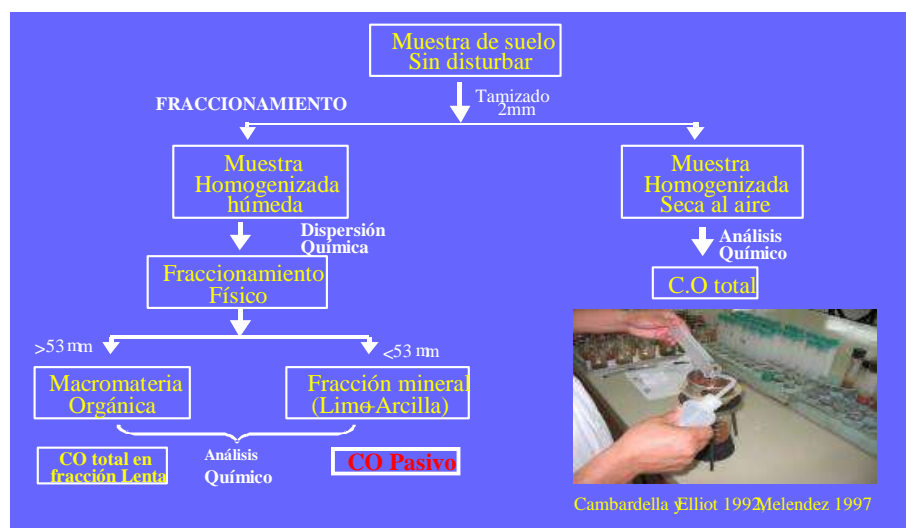 Muestra de suelo
Sin disturbar
FRACCIONAMIENTO
Tamizado
2mm
Muestra
Homogenizada
húmeda
Muestra
Homogenizada
Seca al aire
Dispersión
Química
Análisis
Químico
Fraccionamiento
Físico
C.O total
>53 mm
<53 mm
Macromateria
Orgánica
Fracción mineral
(Limo+Arcilla)
CO total en
fracción Lenta
Análisis
Químico
CO Pasivo
Cambardella y Elliot 1992, Melendez 1997